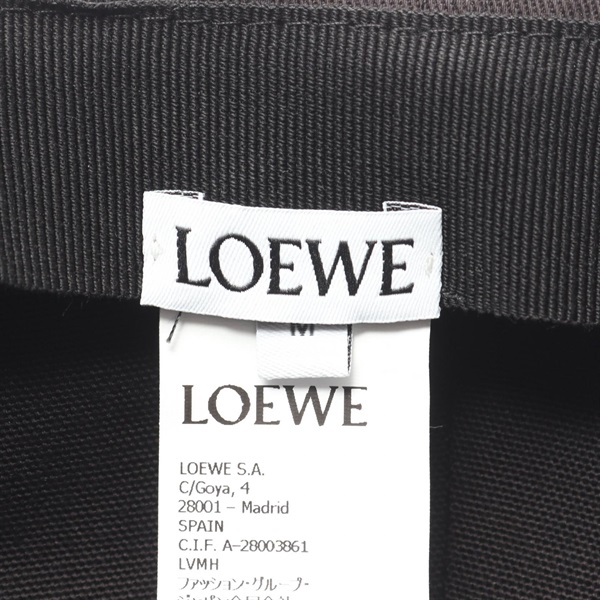 LOEWE
M
LOEWE
LOEWE S.A.
C/Goya, 4
28001 – Madrid
SPAIN
C.I.F. A-28003861
LVMH
ファッション・グループ・